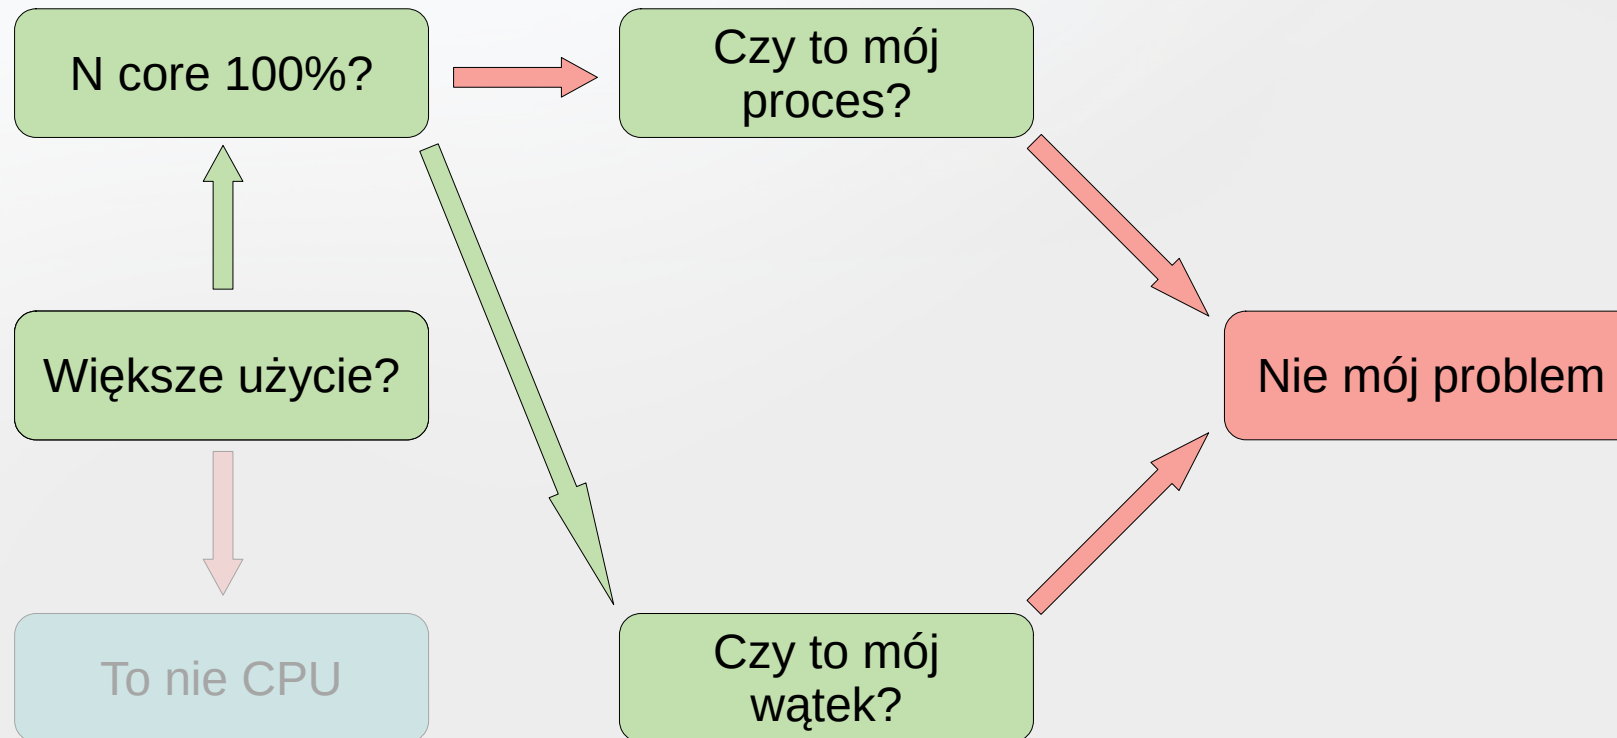 N core 100%?
Czy to mój
proces?
Większe użycie?
Nie mój problem
To nie CPU
Czy to mój
wątek?